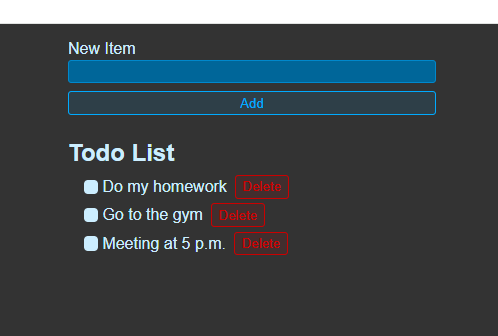 New Item
Add
Todo List
Do my homework Delete
Go to the gym Delete
Meeting at 5 p.m. Delete